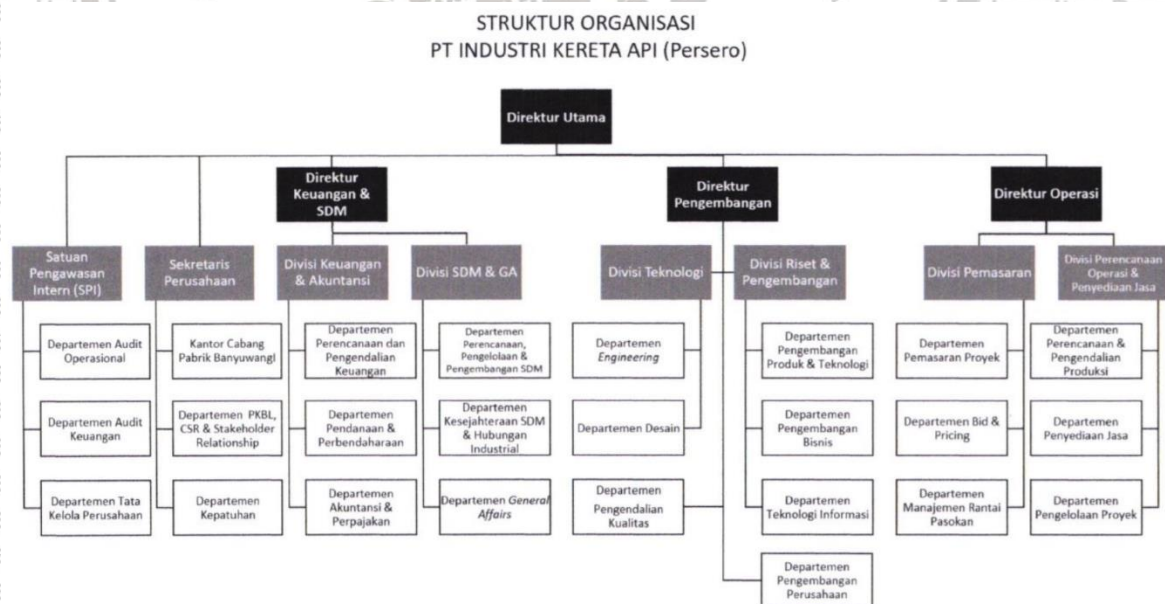 STRUKTUR ORGANISASI
PT INDUSTRI KERETA API (Persero)
Direktur Utama
Direktur
Keuangan &
SDM
Direktur
Pengembangan
Direktur Operasi
Satuan
Pengawasan
Intern (SPI)
Sekretaris
Perusahaan
Divisi Keuangan
& Akuntansi
Divisi SDM & GA
Divisi Teknologi
Divisi Riset &
Pengembangan
Divisi Pemasaran
Divisi Perencanaan
Operasi &
Penyediaan Jasa
Departemen Audit
Operasional
Kantor Cabang
Pabrik Banyuwangi
Departemen
Perencanaan dan
Pengendalian
Keuangan
Departemen
Perencanaan,
Pengelolaan &
Pengembangan SDM
Departemen
Engineering
Departemen
Pengembangan
Produk & Teknologi
Departemen
Pemasaran Proyek
Departemen
Perencanaan &
Pengendalian
Produksi
Departemen Audit
Keuangan
Departemen PKBL,
CSR & Stakeholder
Relationship
Departemen
Pendanaan &
Perbendaharaan
Departemen
Kesejahteraan SDM
& Hubungan
Industrial
Departemen Desain
Departemen
Pengembangan
Bisnis
Departemen Bid &
Pricing
Departemen
Penyediaan Jasa
Departemen Tata
Kelola Perusahaan
Departemen
Kepatuhan
Departemen
Akuntansi &
Perpajakan
Departemen General
Affairs
Departemen
Pengendalian
Kualitas
Departemen
Teknologi Informasi
Departemen
Manajemen Rantai
Pasokan
Departemen
Pengelolaan Proyek
Departemen
Pengembangan
Perusahaan